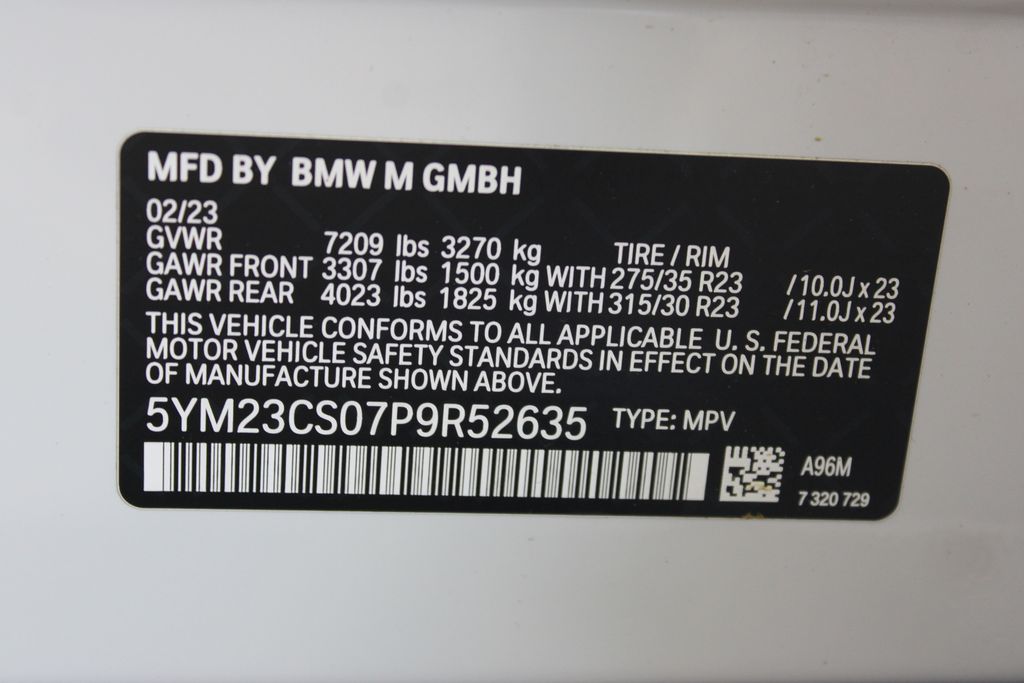 MFD BY BMW M GMBH
02/23
GVWR 7209 lbs 3270 kg TIRE / RIM
GAWR FRONT 3307 lbs 1500 kg WITH 275/35 R23 /10.0J x 23
GAWR REAR 4023 lbs 1825 kg WITH 315/30 R23 /11.0J x 23
THIS VEHICLE CONFORMS TO ALL APPLICABLE U. S. FEDERAL
MOTOR VEHICLE SAFETY STANDARDS IN EFFECT ON THE DATE
OF MANUFACTURE SHOWN ABOVE.
5YM23CS07P9R52635 TYPE: MPV
A96M
7 320 729